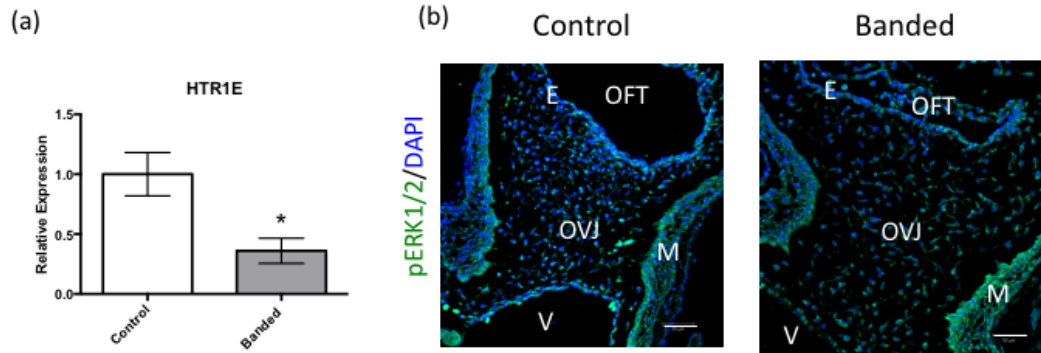 (a)
HTR1E
Relative Expression
1.5
1.0
0.5
0.0
*
Control
Banded
(b)
Control
Banded
pERK1/2/DAPI
E
OFT
OVJ
M
V
E
OFT
OVJ
M
V